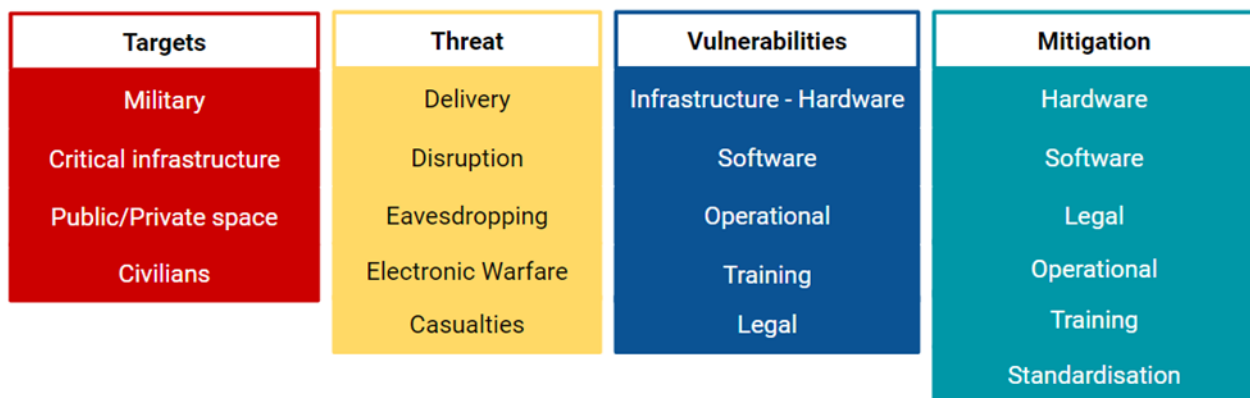 Targets
Military
Critical infrastructure
Public/Private space
Civilians
Threat
Delivery
Disruption
Eavesdropping
Electronic Warfare
Casualties
Vulnerabilities
Infrastructure - Hardware
Software
Operational
Training
Legal
Mitigation
Hardware
Software
Legal
Operational
Training
Standardisation